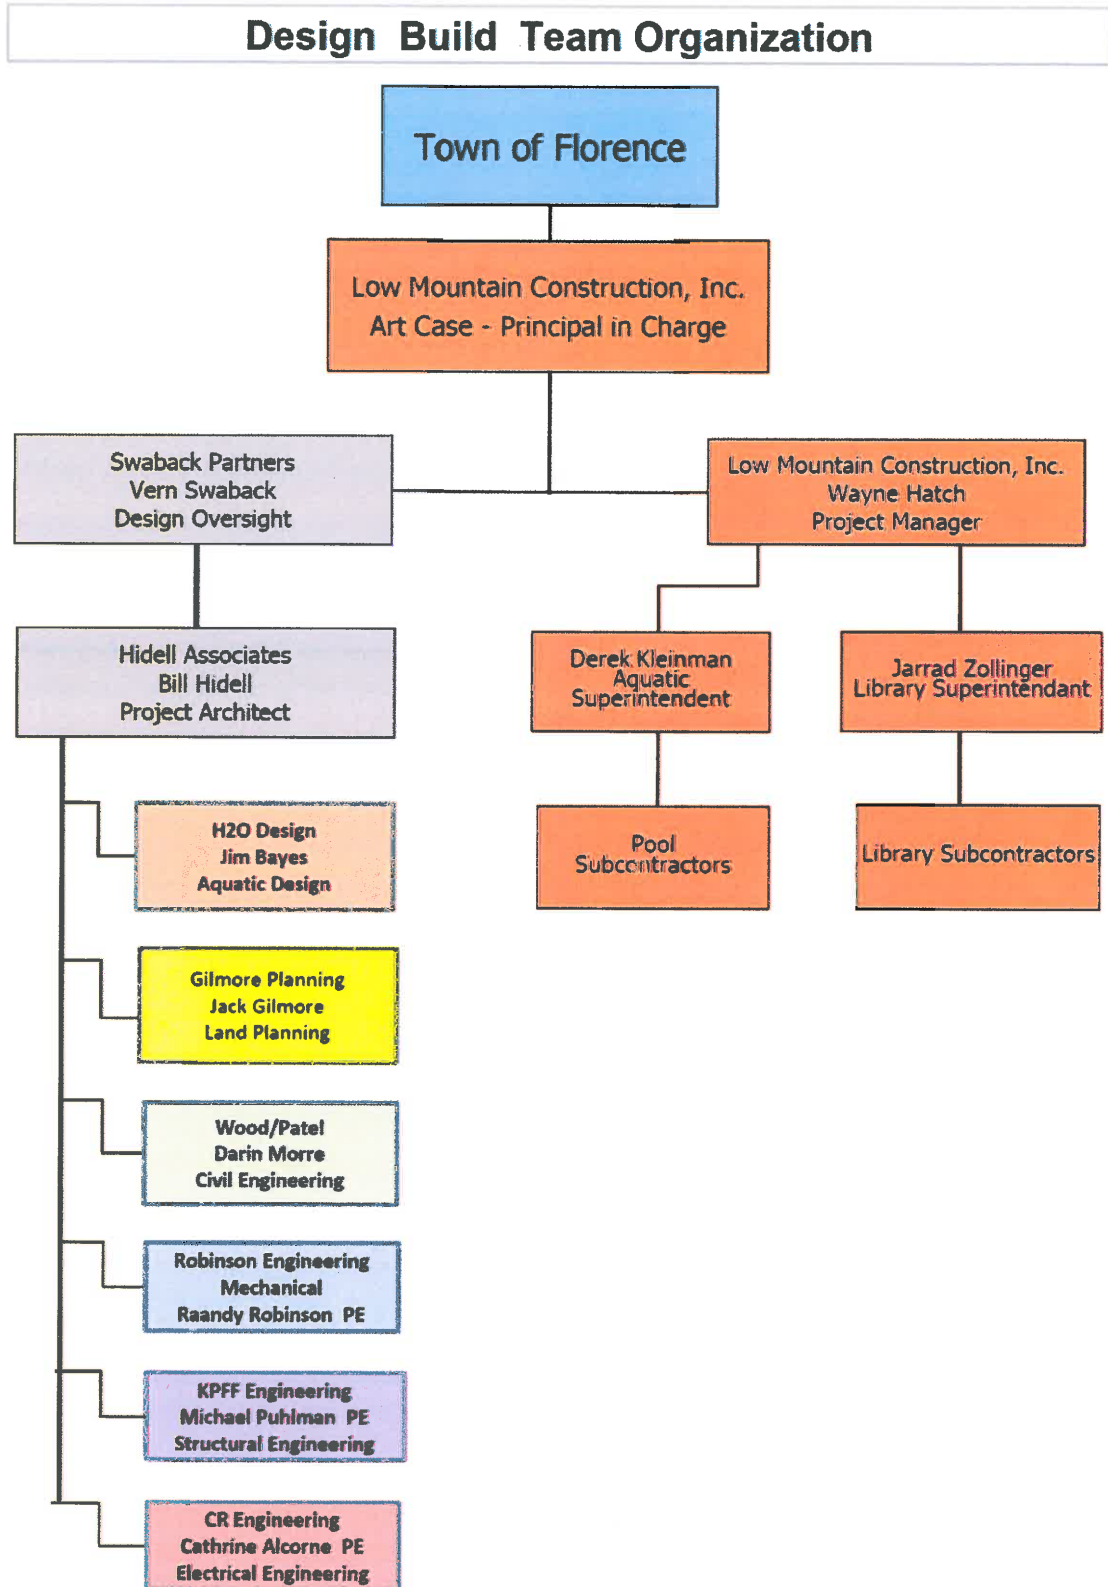 Design Build Team Organization
Town of Florence
Low Mountain Construction, Inc.
Art Case - Principal in Charge
Swaback Partners
Vern Swaback
Design Oversight
Low Mountain Construction, Inc.
Wayne Hatch
Project Manager
Hidell Associates
Bill Hidell
Project Architect
Derek Kleinman
Aquatic
Superintendent
Jarrad Zollinger
Library Superintendant
H2O Design
Jim Bayes
Aquatic Design
Pool
Subcontractors
Library Subcontractors
Gilmore Planning
Jack Gilmore
Land Planning
Wood/Patel
Darin Morre
Civil Engineering
Robinson Engineering
Mechanical
Raandy Robinson PE
KPFF Engineering
Michael Puhlman PE
Structural Engineering
CR Engineering
Cathrine Alcorne PE
Electrical Engineering